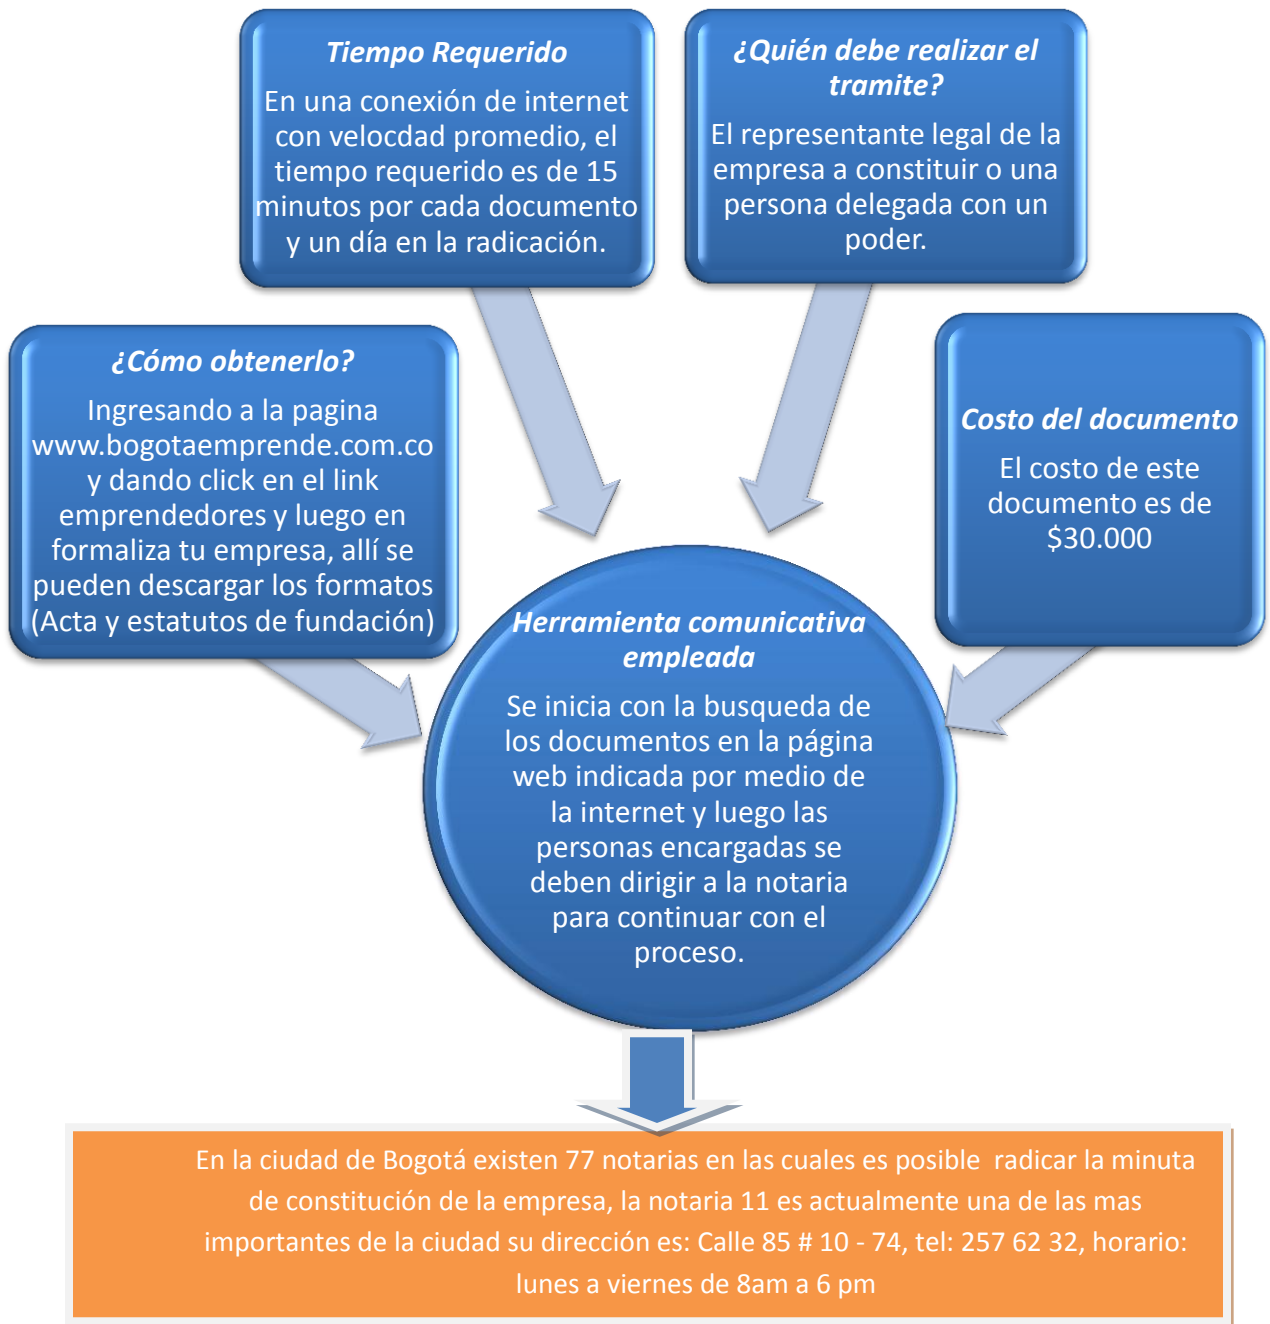 Tiempo Requerido
En una conexión de internet
con velocdad promedio, el
tiempo requerido es de 15
minutos por cada documento
y un día en la radicación.
¿Quién debe realizar el
tramite?
El representante legal de la
empresa a constituir o una
persona delegada con un
poder.
¿Cómo obtenerlo?
Ingresando a la pagina
www.bogotaemprende.com.co
y dando click en el link
emprendedores y luego en
formaliza tu empresa, allí se
pueden descargar los formatos
(Acta y estatutos de fundación)
Costo del documento
El costo de este
documento es de
$30.000
Herramienta comunicativa
empleada
Se inicia con la busqueda de
los documentos en la página
web indicada por medio de
la internet y luego las
personas encargadas se
deben dirigir a la notaria
para continuar con el
proceso.
En la ciudad de Bogotá existen 77 notarias en las cuales es posible  radicar la minuta
de constitución de la empresa, la notaria 11 es actualmente una de las mas
importantes de la ciudad su dirección es: Calle 85 # 10 - 74, tel: 257 62 32, horario:
lunes a viernes de 8am a 6 pm